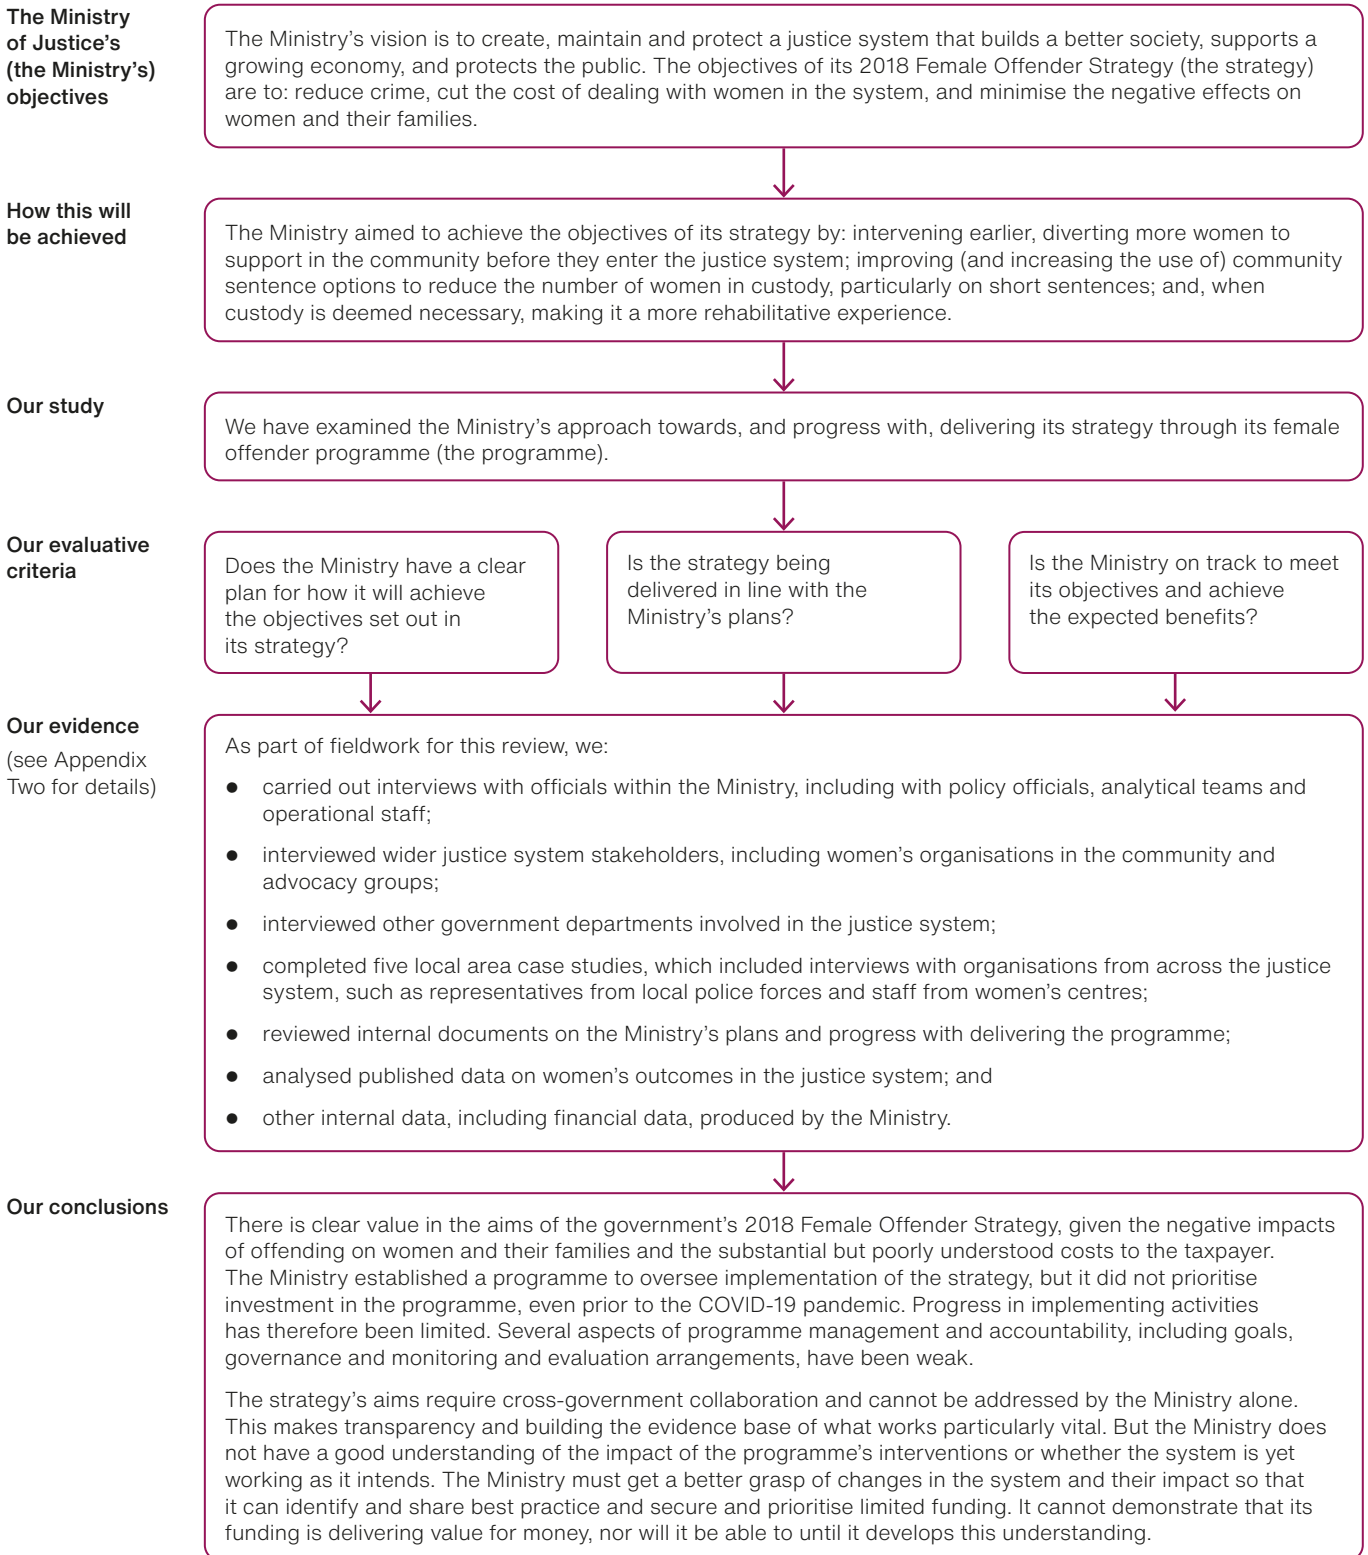 The Ministry
of Justice’s
(the Ministry’s)
objectives
The Ministry’s vision is to create, maintain and protect a justice system that builds a better society, supports a
growing economy, and protects the public. The objectives of its 2018 Female Offender Strategy (the strategy)
are to: reduce crime, cut the cost of dealing with women in the system, and minimise the negative effects on
women and their families.
How this will
be achieved
The Ministry aimed to achieve the objectives of its strategy by: intervening earlier, diverting more women to
support in the community before they enter the justice system; improving (and increasing the use of) community
sentence options to reduce the number of women in custody, particularly on short sentences; and, when
custody is deemed necessary, making it a more rehabilitative experience.
Our study
We have examined the Ministry’s approach towards, and progress with, delivering its strategy through its female
offender programme (the programme).
Our evaluative
criteria
Does the Ministry have a clear
plan for how it will achieve
the objectives set out in
its strategy?
Is the strategy being
delivered in line with the
Ministry’s plans?
Is the Ministry on track to meet
its objectives and achieve
the expected benefits?
Our evidence
(see Appendix
Two for details)
As part of fieldwork for this review, we:
● carried out interviews with officials within the Ministry, including with policy officials, analytical teams and
operational staff;
● interviewed wider justice system stakeholders, including women’s organisations in the community and
advocacy groups;
● interviewed other government departments involved in the justice system;
● completed five local area case studies, which included interviews with organisations from across the justice
system, such as representatives from local police forces and staff from women’s centres;
● reviewed internal documents on the Ministry’s plans and progress with delivering the programme;
● analysed published data on women’s outcomes in the justice system; and
● other internal data, including financial data, produced by the Ministry.
Our conclusions
There is clear value in the aims of the government’s 2018 Female Offender Strategy, given the negative impacts
of offending on women and their families and the substantial but poorly understood costs to the taxpayer.
The Ministry established a programme to oversee implementation of the strategy, but it did not prioritise
investment in the programme, even prior to the COVID-19 pandemic. Progress in implementing activities
has therefore been limited. Several aspects of programme management and accountability, including goals,
governance and monitoring and evaluation arrangements, have been weak.
The strategy’s aims require cross-government collaboration and cannot be addressed by the Ministry alone.
This makes transparency and building the evidence base of what works particularly vital. But the Ministry does
not have a good understanding of the impact of the programme’s interventions or whether the system is yet
working as it intends. The Ministry must get a better grasp of changes in the system and their impact so that
it can identify and share best practice and secure and prioritise limited funding. It cannot demonstrate that its
funding is delivering value for money, nor will it be able to until it develops this understanding.